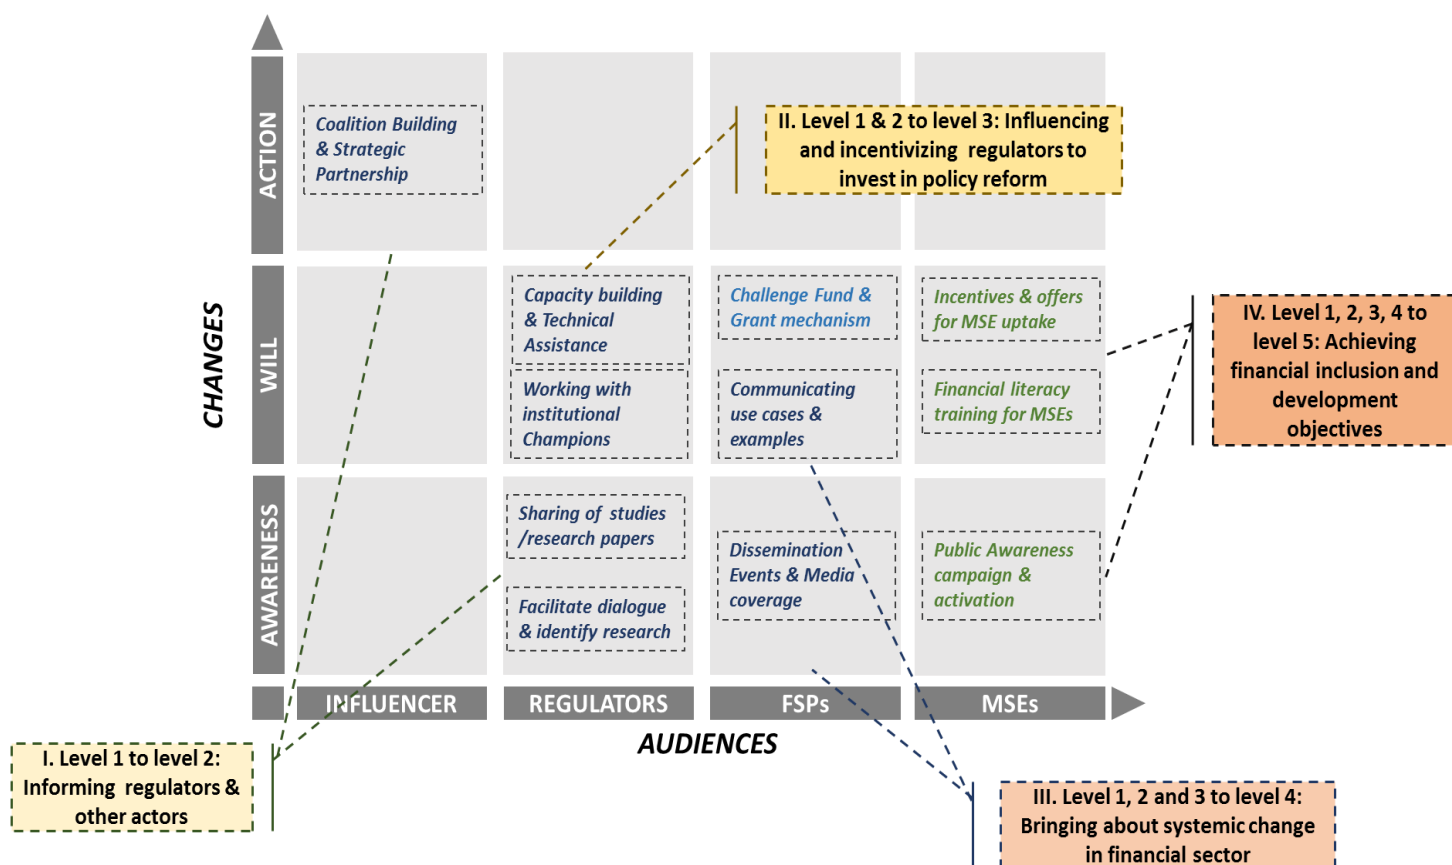 ACTION
Coalition Building
& Strategic
Partnership
II. Level 1 & 2 to level 3: Influencing
and incentivizing regulators to
invest in policy reform
CHANGES
WILL
Capacity building
& Technical
Assistance
Working with
institutional
Champions
Challenge Fund &
Grant mechanism
Communicating
use cases &
examples
Incentives & offers
for MSE uptake
Financial literacy
training for MSEs
IV. Level 1, 2, 3, 4 to
level 5: Achieving
financial inclusion and
development
objectives
AWARENESS
Sharing of studies
/research papers
Facilitate dialogue
& identify research
Dissemination
Events & Media
coverage
Public Awareness
campaign &
activation
INFLUENCER
REGULATORS
FSPs
MSEs
AUDIENCES
I. Level 1 to level 2:
Informing regulators &
other actors
III. Level 1, 2 and 3 to level 4:
Bringing about systemic change
in financial sector